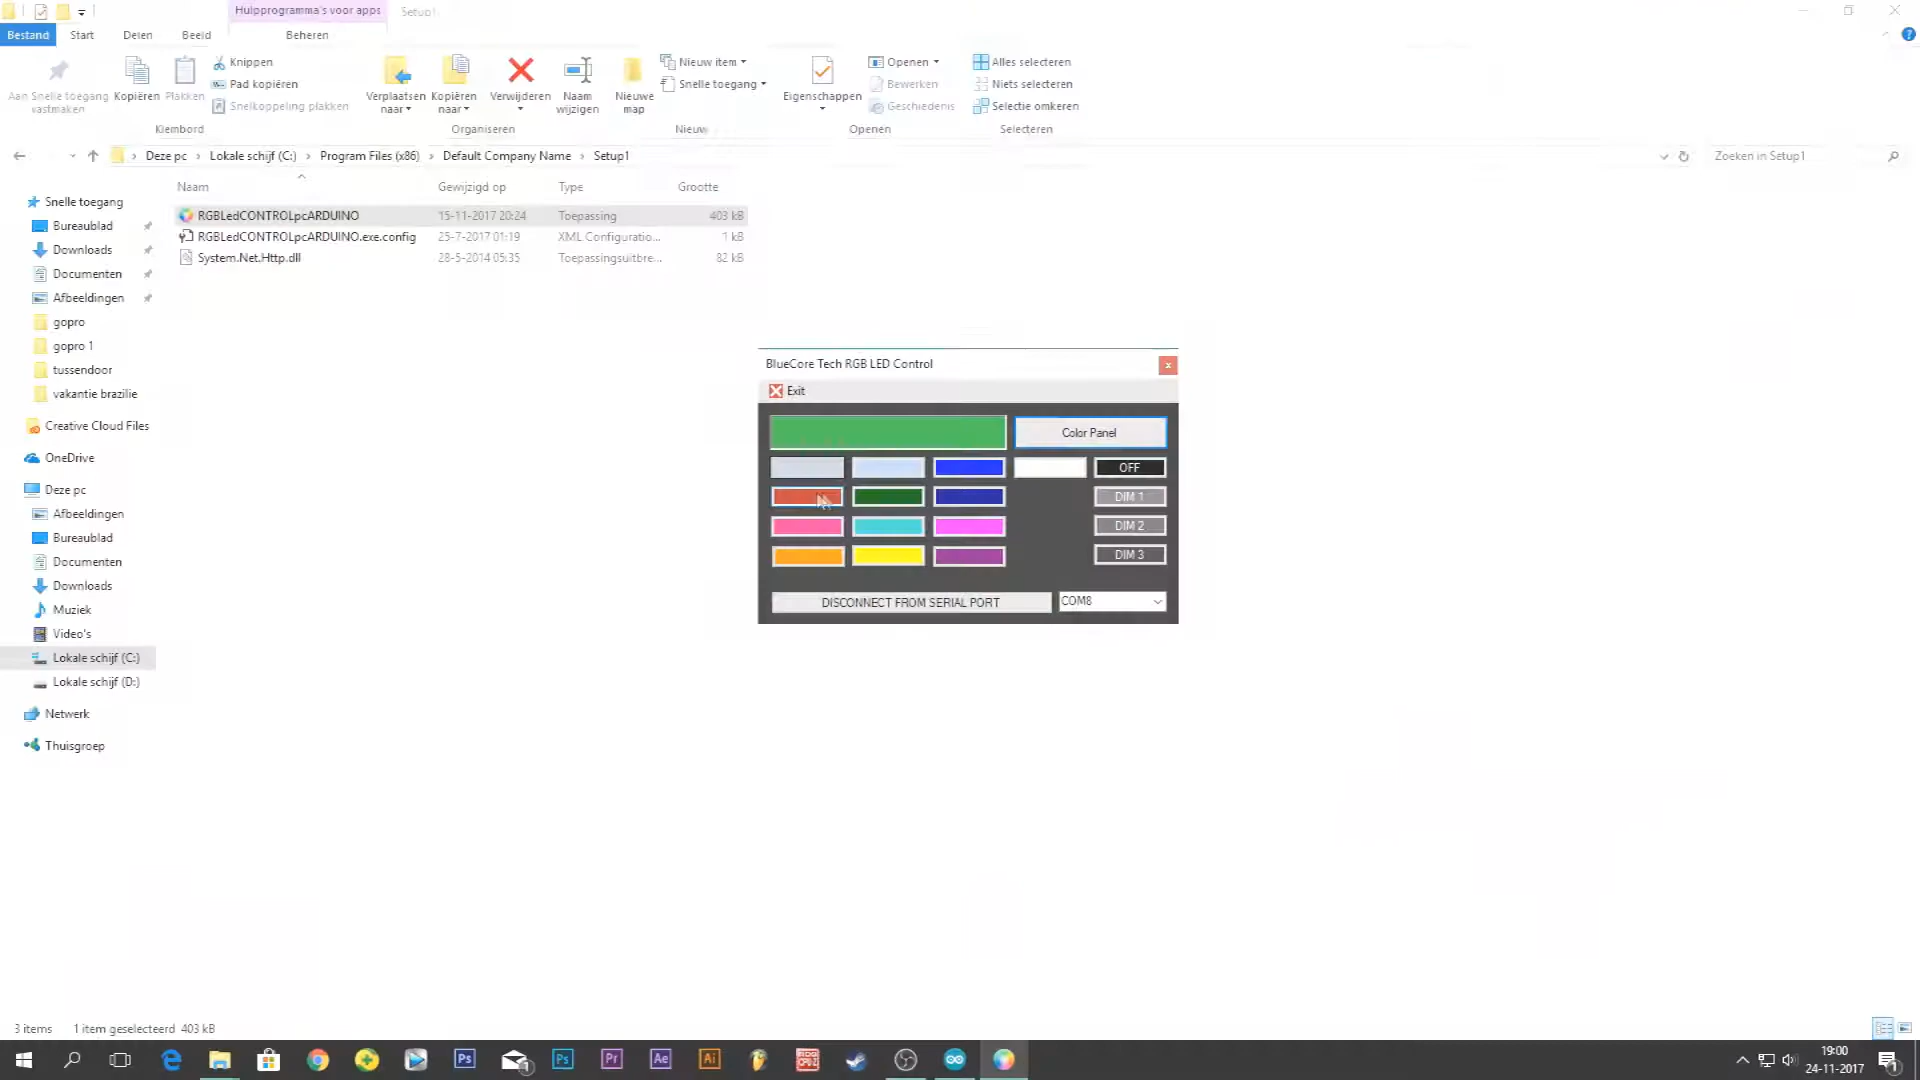 Hulpprogramma's voor apps
Setup1
Bestand
Start
Delen
Beeld
Beheren
Aan Snelle toegang
vastmaken
Kopiëren
Plakken
Knippen
Pad kopiëren
Snelkoppeling plakken
Klembord
Verplaatsen
naar
Kopiëren
naar
Verwijderen
Naam
wijzigen
Organiseren
Nieuwe
map
Nieuw item
Snelle toegang
Nieuw
Eigenschappen
Openen
Bewerken
Geschiedenis
Openen
Alles selecteren
Niets selecteren
Selectie omkeren
Selecteren
Deze pc
Lokale schijf (C:)
Program Files (x86)
Default Company Name
Setup1
Zoeken in Setup1
Naam
Gewijzigd op
Type
Grootte
RGBLedCONTROLpcARDUINO
15-11-2017 20:24
Toepassing
403 kB
RGBLedCONTROLpcARDUINO.exe.config
25-7-2017 01:19
XML Configuratio...
1 kB
System.Net.Http.dll
28-5-2014 05:35
Toepassingsuitbre...
82 kB
Snelle toegang
Bureaublad
Downloads
Documenten
Afbeeldingen
gopro
gopro 1
tussendoor
vakantie brazilie
Creative Cloud Files
OneDrive
Deze pc
Afbeeldingen
Bureaublad
Documenten
Downloads
Muziek
Video's
Lokale schijf (C:)
Lokale schijf (D:)
Netwerk
Thuisgroep
BlueCore Tech RGB LED Control
Exit
Color Panel
OFF
DIM 1
DIM 2
DIM 3
DISCONNECT FROM SERIAL PORT
COM8
3 items
1 item geselecteerd 403 kB
Ps
Ps
Pr
Ae
Ai
19:00
24-11-2017